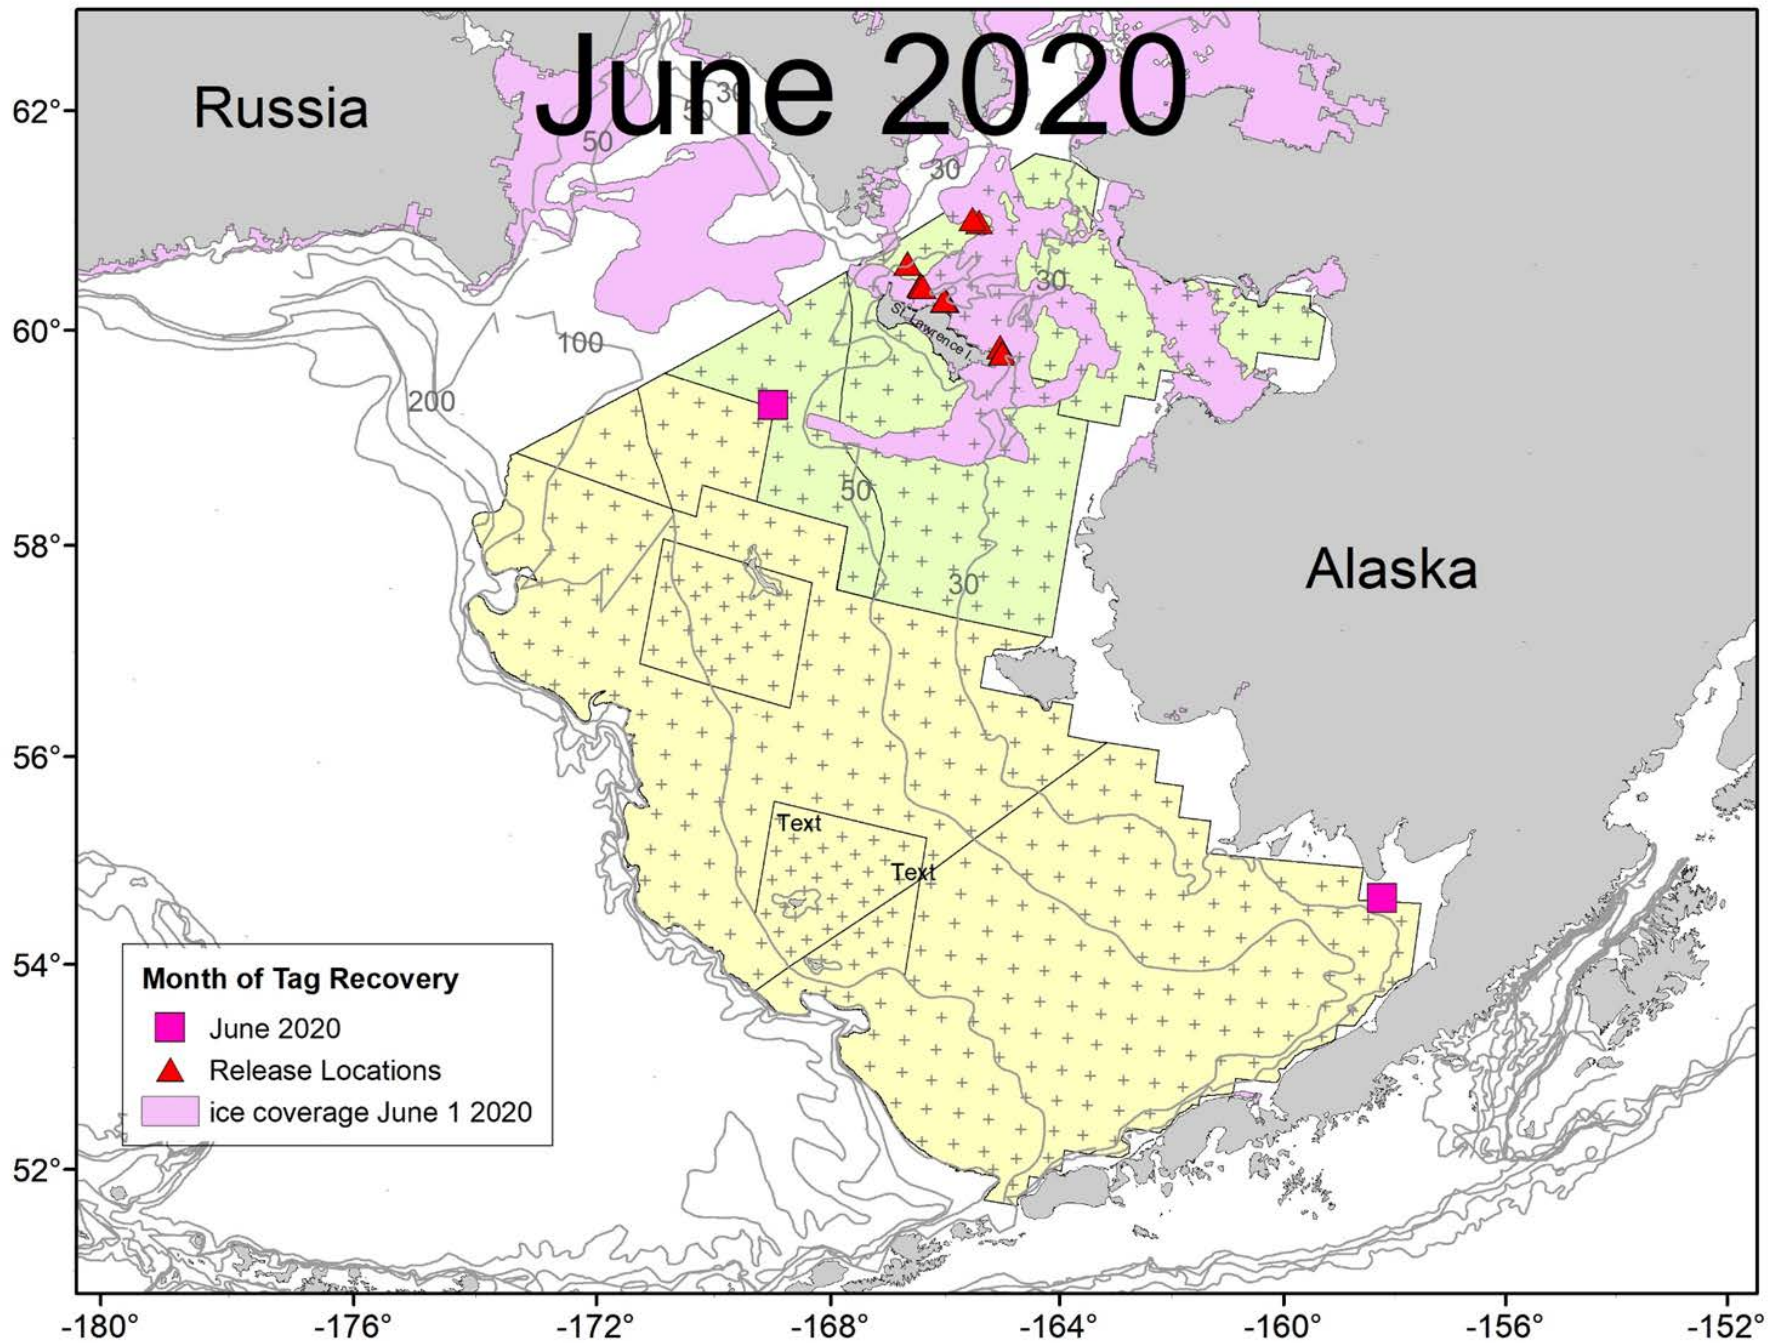 June 2020
Russia
62°
30
50
50
30
30
60°
St. Lawrence I.
100
200
50
58°
30
Alaska
56°
Text
Text
54°
Month of Tag Recovery
June 2020
Release Locations
ice coverage June 1 2020
52°
-180°
-176°
-172°
-168°
-164°
-160°
-156°
-152°